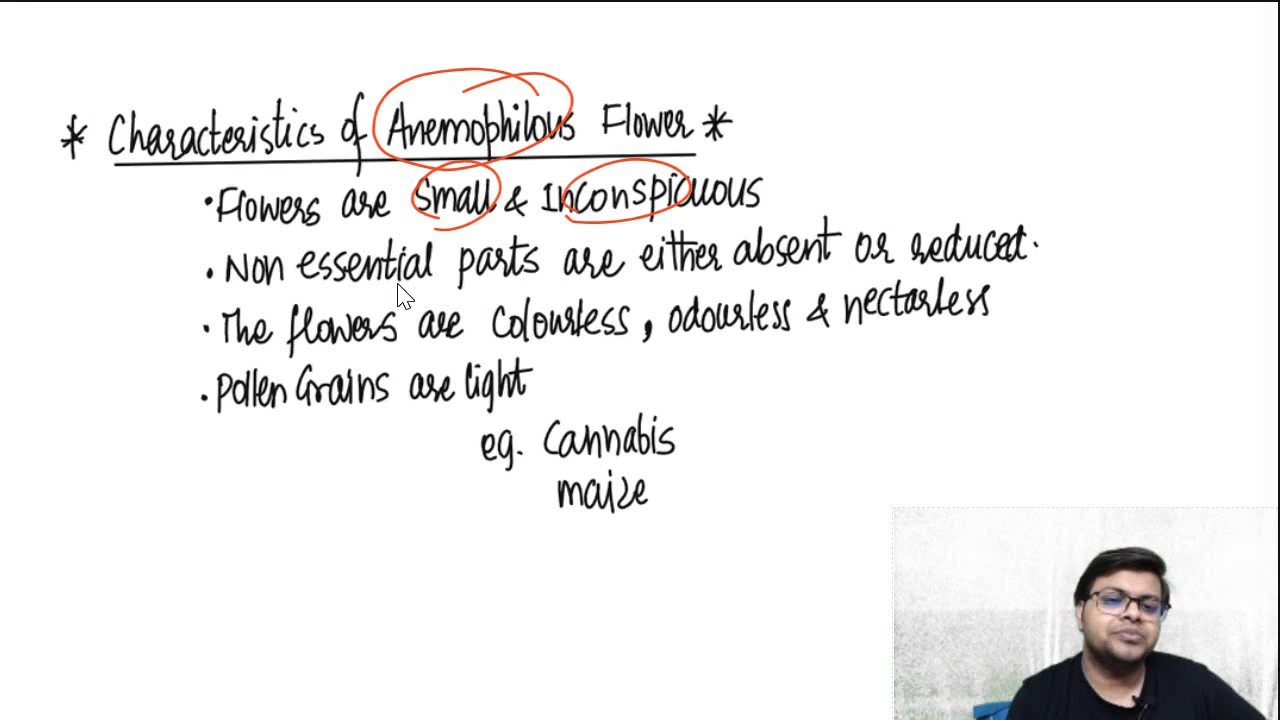 * Characteristics of Anemophilous Flower *
• Flowers are small & Inconspicuous
• Non essential parts are either absent or reduced.
• The flowers are colourless, odourless & nectarless
• Pollen Grains are light
eg. Cannabis
maize